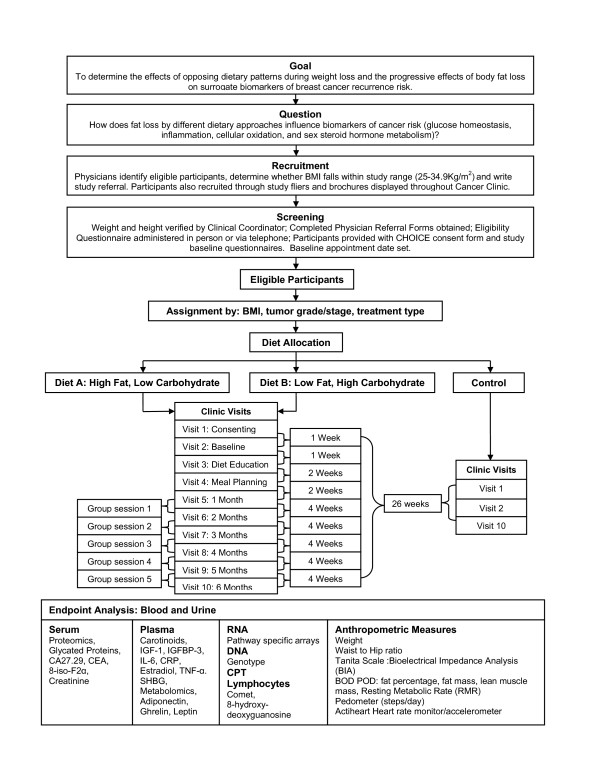 Goal
To determine the effects of opposing dietary patterns during weight loss and the progressive effects of body fat loss
on surrogate biomarkers of breast cancer recurrence risk.
Question
How does fat loss by different dietary approaches influence biomarkers of cancer risk (glucose homeostasis,
inflammation, cellular oxidation, and sex steroid hormone metabolism)?
Recruitment
Physicians identify eligible participants, determine whether BMI falls within study range (25-34.9Kg/m²) and write
study referral. Participants also recruited through study fliers and brochures displayed throughout Cancer Clinic.
Screening
Weight and height verified by Clinical Coordinator; Completed Physician Referral Forms obtained; Eligibility
Questionnaire administered in person or via telephone; Participants provided with CHOICE consent form and study
baseline questionnaires. Baseline appointment date set.
Eligible Participants
Assignment by: BMI, tumor grade/stage, treatment type
Diet Allocation
Diet A: High Fat, Low Carbohydrate
Diet B: Low Fat, High Carbohydrate
Control
Clinic Visits
Visit 1: Consenting
Visit 2: Baseline
Visit 3: Diet Education
Visit 4: Meal Planning
Visit 5: 1 Month
Visit 6: 2 Months
Visit 7: 3 Months
Visit 8: 4 Months
Visit 9: 5 Months
Visit 10: 6 Months
Group session 1
Group session 2
Group session 3
Group session 4
Group session 5
1 Week
1 Week
2 Weeks
2 Weeks
4 Weeks
4 Weeks
4 Weeks
4 Weeks
4 Weeks
26 weeks
Clinic Visits
Visit 1
Visit 2
Visit 10
Endpoint Analysis: Blood and Urine
Serum
Proteomics,
Glycated Proteins,
CA27.29, CEA,
8-iso-F2α,
Creatinine
Plasma
Carotinoids,
IGF-1, IGFBP-3,
IL-6, CRP,
Estradiol, TNF-α.
SHBG,
Metabolomics,
Adiponectin,
Ghrelin, Leptin
RNA
Pathway specific arrays
DNA
Genotype
CPT
Lymphocytes
Comet,
8-hydroxy-
deoxyguanosine
Anthropometric Measures
Weight
Waist to Hip ratio
Tanita Scale :Bioelectrical Impedance Analysis
(BIA)
BOD POD: fat percentage, fat mass, lean muscle
mass, Resting Metabolic Rate (RMR)
Pedometer (steps/day)
Actiheart Heart rate monitor/accelerometer